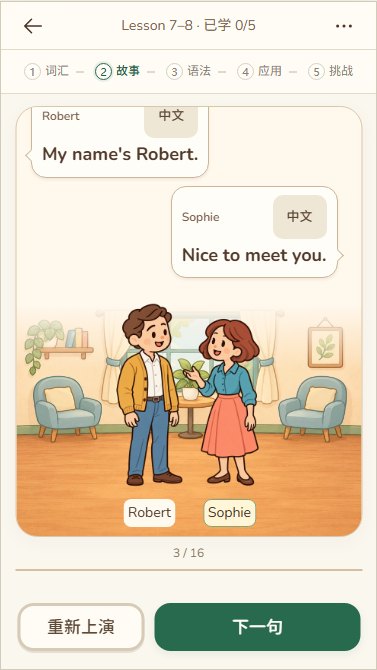 Lesson 7–8 · 已学 0/5
1 词汇 2 故事 3 语法 4 应用 5 挑战
Robert
中文
My name's Robert.
Sophie
中文
Nice to meet you.
Robert
Sophie
3 / 16
重新上演
下一句